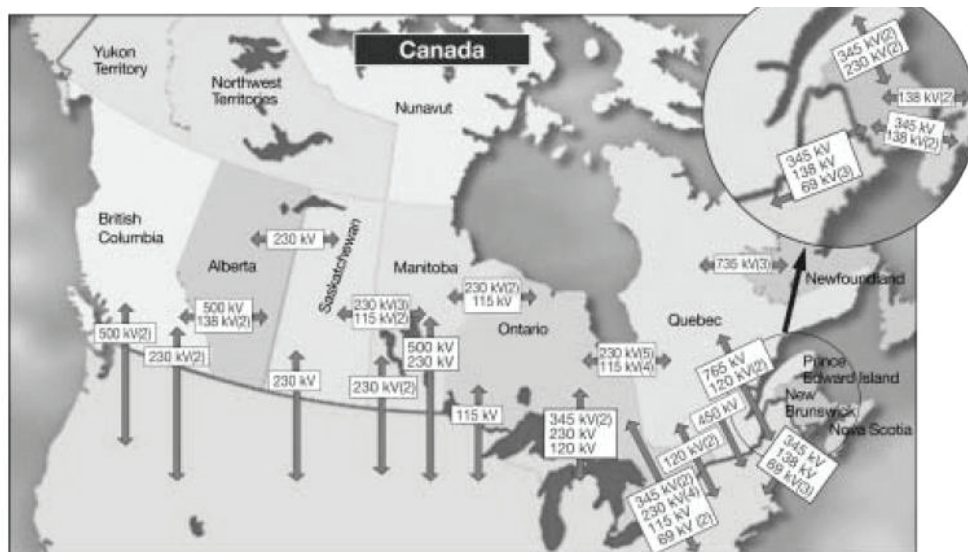 Canada
Yukon
Territory
Northwest
Territories
Nunavut
British
Columbia
Alberta
Saskatchewan
Manitoba
Ontario
Quebec
Newfoundland
Prince
Edward Island
New
Brunswick
Nova Scotia
500 kV(2)
230 kV(2)
500 kV
138 kV(2)
230 kV
230 kV
230 kV(3)
115 kV(2)
230 kV(2)
500 kV
230 kV
230 kV(2)
115 kV
115 kV
345 kV(2)
230 kV
120 kV
230 kV(5)
115 kV(4)
735 kV(3)
765 kV
120 kV(2)
450 kV
120 kV(2)
345 kV(2)
230 kV(4)
115 kV
69 kV (2)
345 kV
138 kV
69 kV(3)
345 kV(2)
230 kV(2)
138 kV(2)
345 kV
138 kV(2)
345 kV
138 kV
69 kV(3)